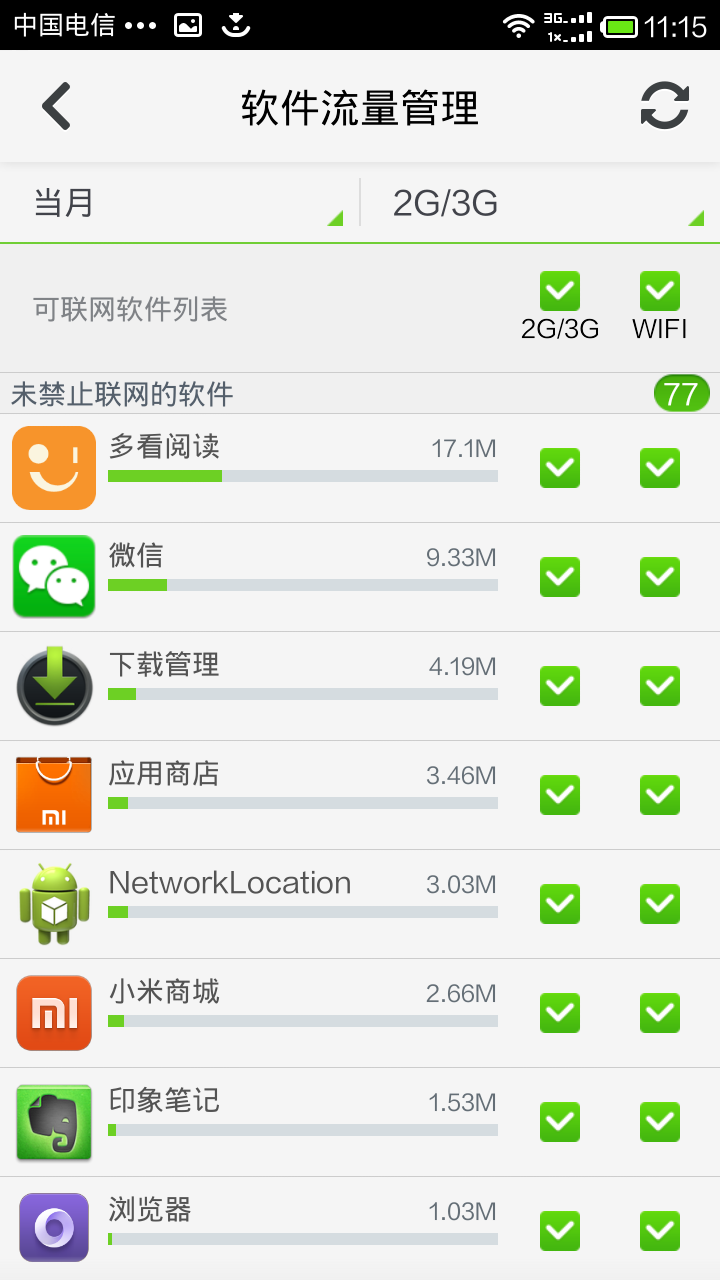 中国电信 ••• 3G 1x 11:15
软件流量管理
当月 2G/3G
可联网软件列表 2G/3G WIFI
未禁止联网的软件 77
多看阅读 17.1M
微信 9.33M
下载管理 4.19M
应用商店 3.46M
mi
NetworkLocation 3.03M
小米商城 2.66M
mi
印象笔记 1.53M
浏览器 1.03M